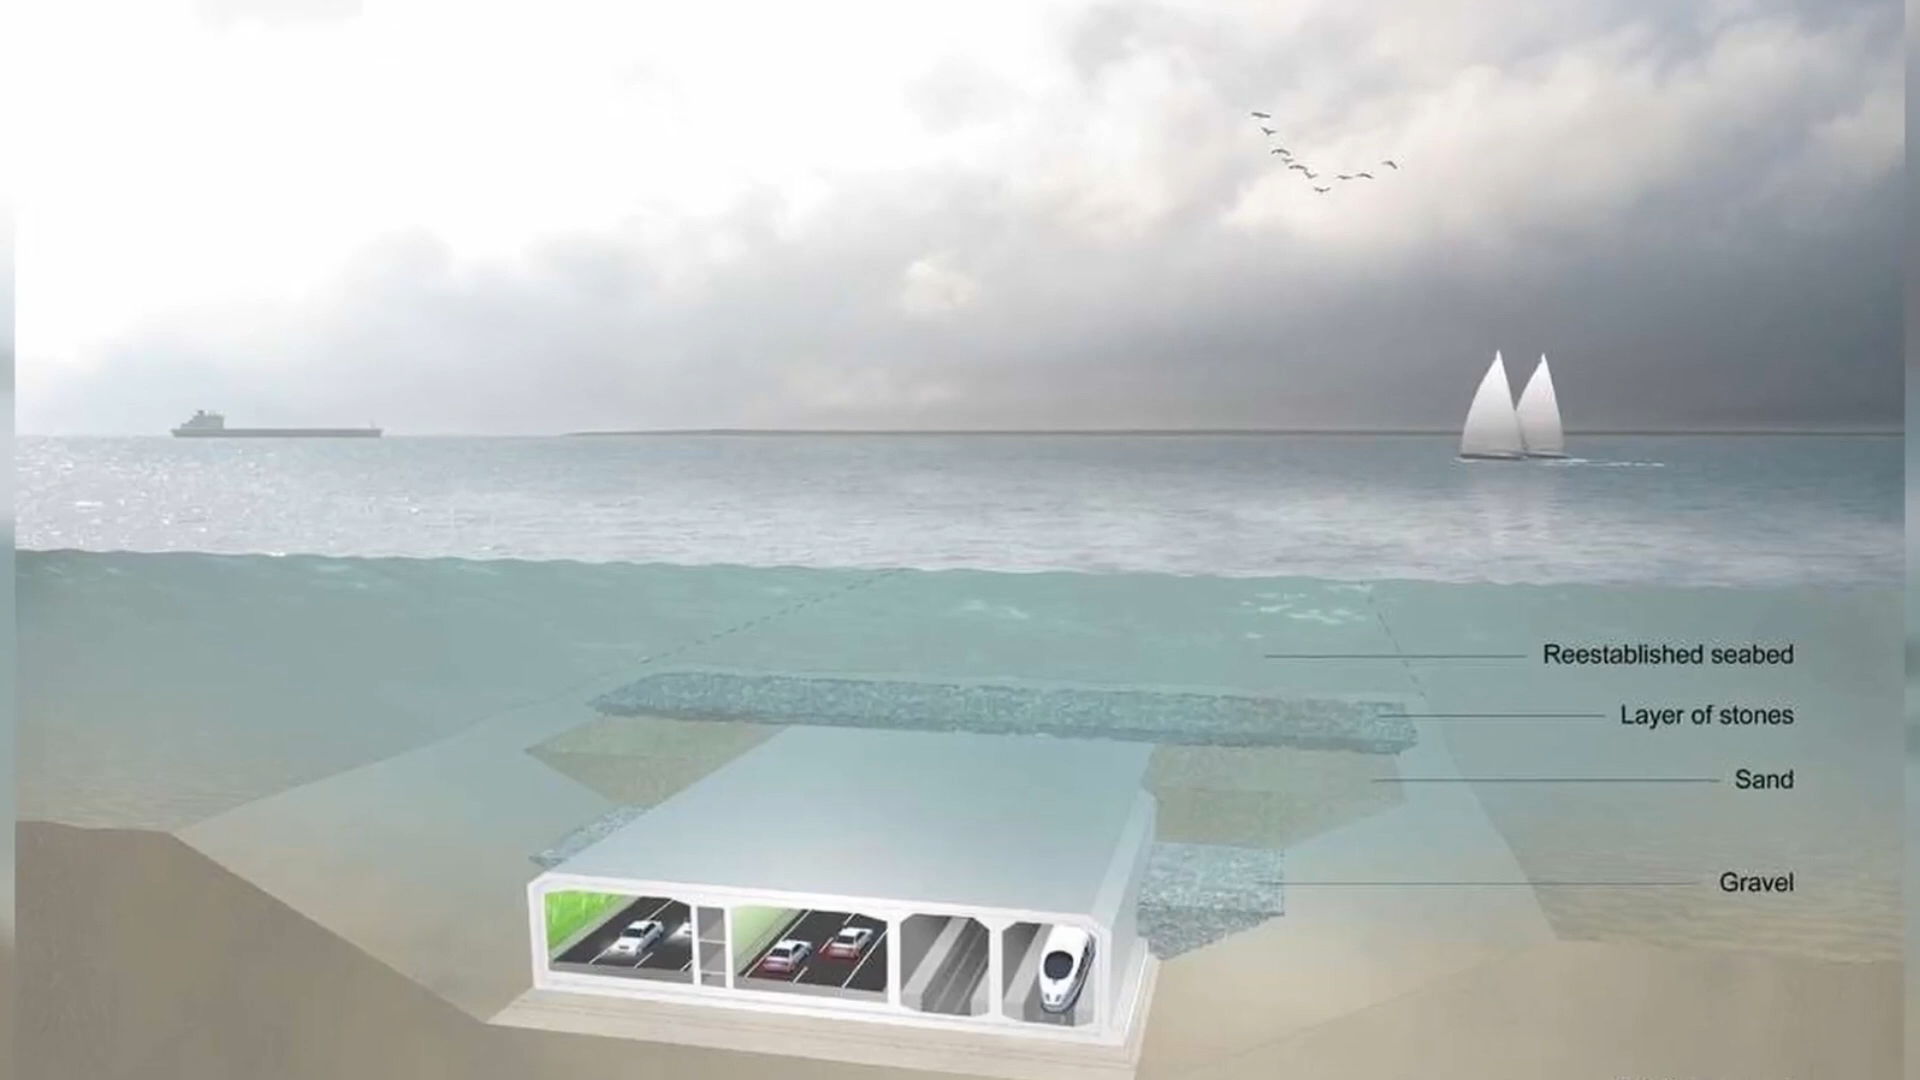 Reestablished seabed
Layer of stones
Sand
Gravel